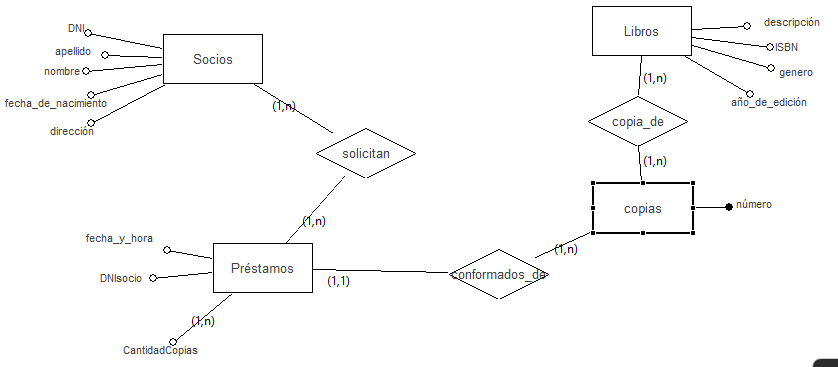 descripción
DNI
Libros
apellido
ISBN
Socios
nombre
genero
(1,n)
fecha_de_nacimiento
(1,n)
año_de_edición
dirección
copia_de
solicitan
(1,n)
copias
número
(1,n)
fecha_y_hora
(1,n)
Préstamos
DNIsocio
(1,1)
conformados_de
(1,n)
CantidadCopias